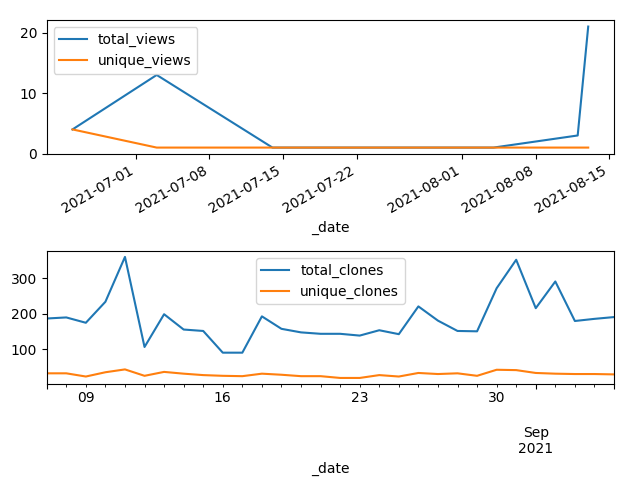 20
10
0
total_views
unique_views
2021-07-01
2021-07-08
2021-07-15
2021-07-22
2021-08-01
2021-08-08
2021-08-15
_date
300
200
100
total_clones
unique_clones
09
16
23
30
Sep
2021
_date